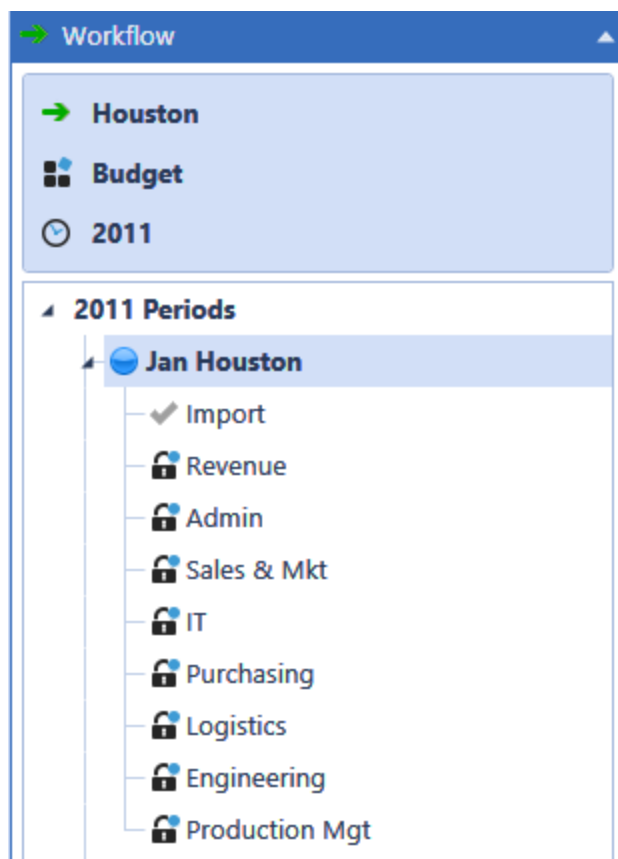 Workflow
Houston
Budget
2011
2011 Periods
Jan Houston
Import
Revenue
Admin
Sales & Mkt
IT
Purchasing
Logistics
Engineering
Production Mgt